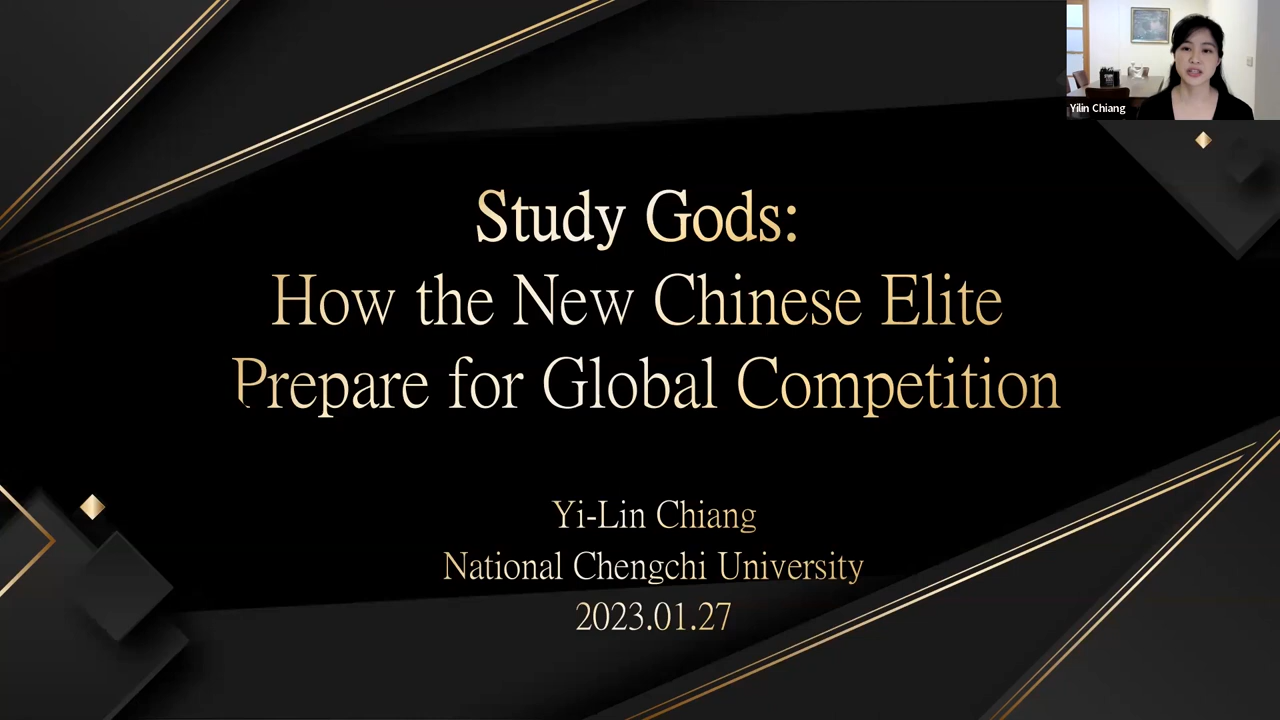 Yilin Chiang
Study Gods:
How the New Chinese Elite
Prepare for Global Competition
Yi-Lin Chiang
National Chengchi University
2023.01.27